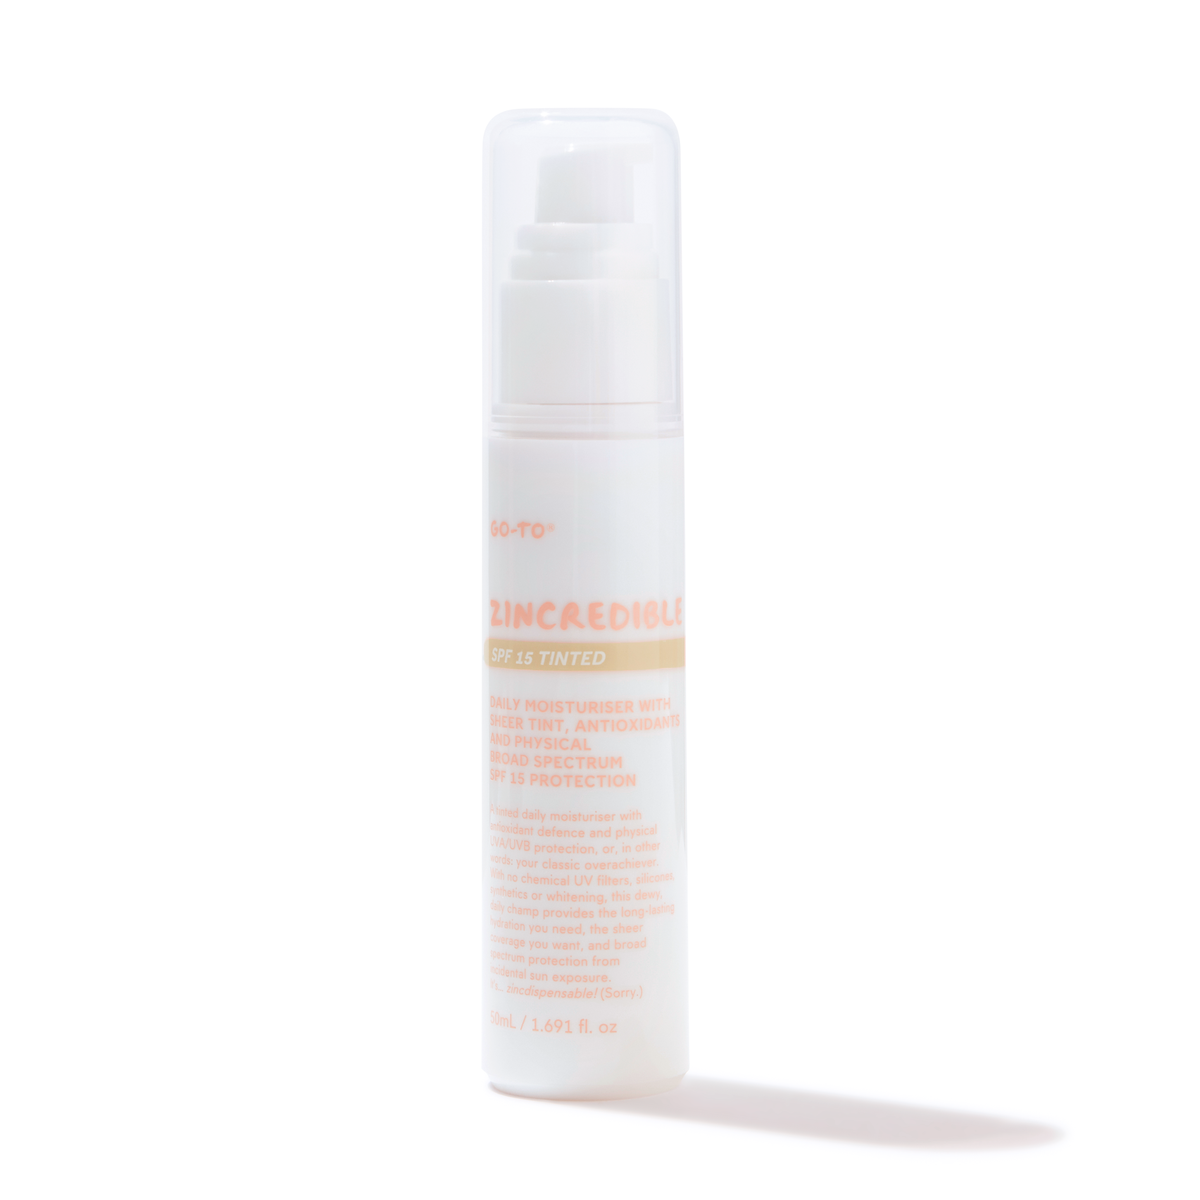 GO-TO®
ZINCREDIBLE
SPF 15 TINTED
DAILY MOISTURISER WITH
SHEER TINT, ANTIOXIDANTS
AND PHYSICAL
BROAD SPECTRUM
SPF 15 PROTECTION
A tinted daily moisturiser with
antioxidant defence and physical
UVA/UVB protection, or, in other
words: your classic overachiever.
With no chemical UV filters, silicones,
synthetics or whitening, this dewy,
daily champ provides the long-lasting
hydration you need, the sheer
coverage you want, and broad
spectrum protection from
incidental sun exposure.
It's... zincdispensable! (Sorry.)
50mL / 1.691 fl. oz